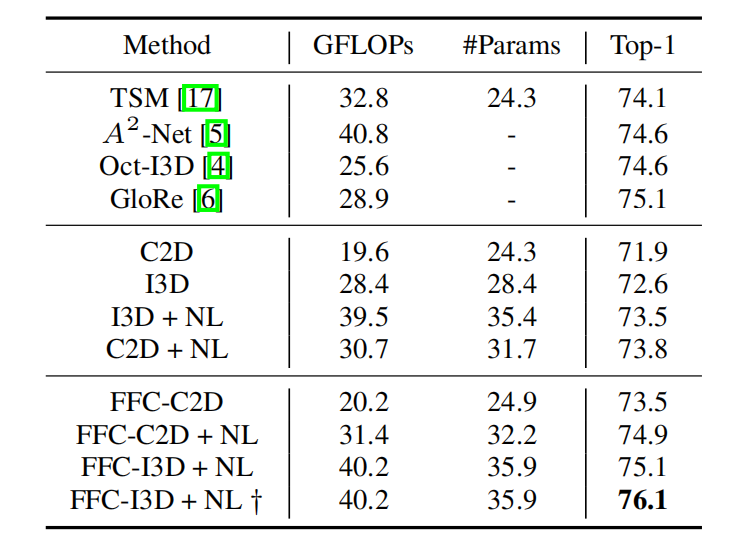 Method GFLOPs #Params Top-1
TSM [17] 32.8 24.3 74.1
A²-Net [5] 40.8 - 74.6
Oct-I3D [4] 25.6 - 74.6
GloRe [6] 28.9 - 75.1
C2D 19.6 24.3 71.9
I3D 28.4 28.4 72.6
I3D + NL 39.5 35.4 73.5
C2D + NL 30.7 31.7 73.8
FFC-C2D 20.2 24.9 73.5
FFC-C2D + NL 31.4 32.2 74.9
FFC-I3D + NL 40.2 35.9 75.1
FFC-I3D + NL † 40.2 35.9 76.1